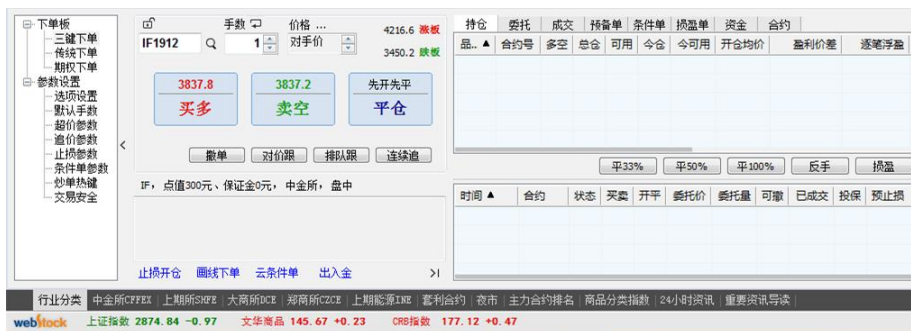 下单板
三键下单
传统下单
期权下单
参数设置
选项设置
默认手数
超价参数
追价参数
止损参数
条件单参数
炒单热键
交易安全
手数 价格 ...
IF1912 1 对手价
4216.6 涨板
3450.2 跌板
3837.8 3837.2 先开先平
买多 卖空 平仓
撤单 对价跟 排队跟 连续追
IF，点值300元、保证金0元，中金所，盘中
止损开仓 画线下单 云条件单 出入金
持仓 委托 成交 预备单 条件单 损盈单 资金 合约
品.. ▲ 合约号 多空 总仓 可用 今仓 今可用 开仓均价 盈利价差 逐笔浮盈
平33% 平50% 平100% 反手 损盈
时间 ▲ 合约 状态 买卖 开平 委托价 委托量 可撤 已成交 投保 预止损
行业分类 中金所CFFEX 上期所SHFE 大商所DCE 郑商所CZCE 上期能源INE 套利合约 夜市 主力合约排名 商品分类指数 24小时资讯 重要资讯导读
webstock 上证指数 2874.84 -0.97 文华商品 145.67 +0.23 CRB指数 177.12 +0.47